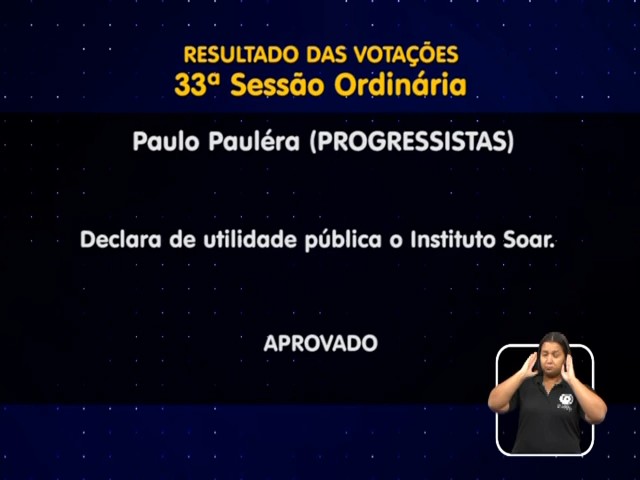 RESULTADO DAS VOTAÇÕES
33ª Sessão Ordinária
Paulo Pauléra (PROGRESSISTAS)
Declara de utilidade pública o Instituto Soar.
APROVADO